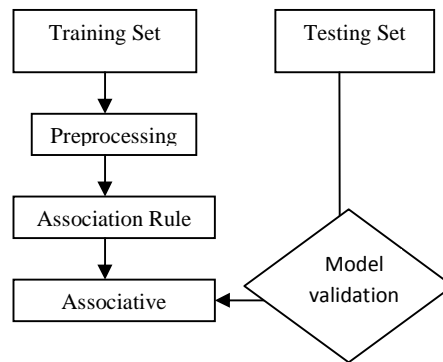 Training Set
Testing Set
Preprocessing
Association Rule
Associative
Model
validation